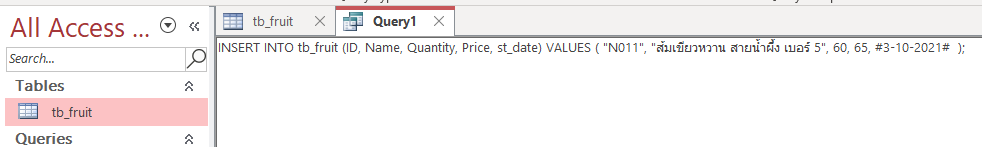 All Access ...
Search...
Tables
tb_fruit
Queries
tb_fruit
Query1
INSERT INTO tb_fruit (ID, Name, Quantity, Price, st_date) VALUES ( "N011", "ส้มเขียวหวาน สายน้ำผึ้ง เบอร์ 5", 60, 65, #3-10-2021# );